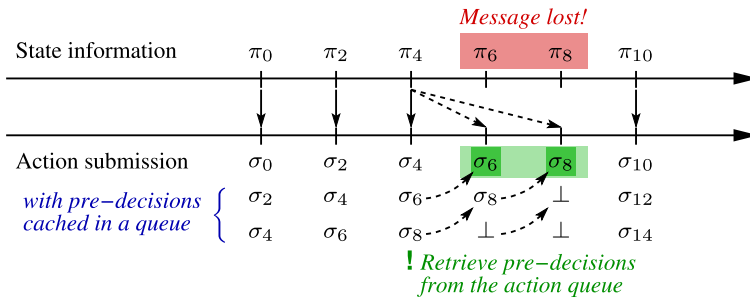 Message lost!
State information π₀ π₂ π₄ π₆ π₈ π₁₀
Action submission σ₀ σ₂ σ₄ σ₆ σ₈ σ₁₀
with pre−decisions
cached in a queue
σ₂ σ₄ σ₆ σ₈ ⊥ σ₁₂
σ₄ σ₆ σ₈ ⊥ ⊥ σ₁₄
! Retrieve pre−decisions
from the action queue